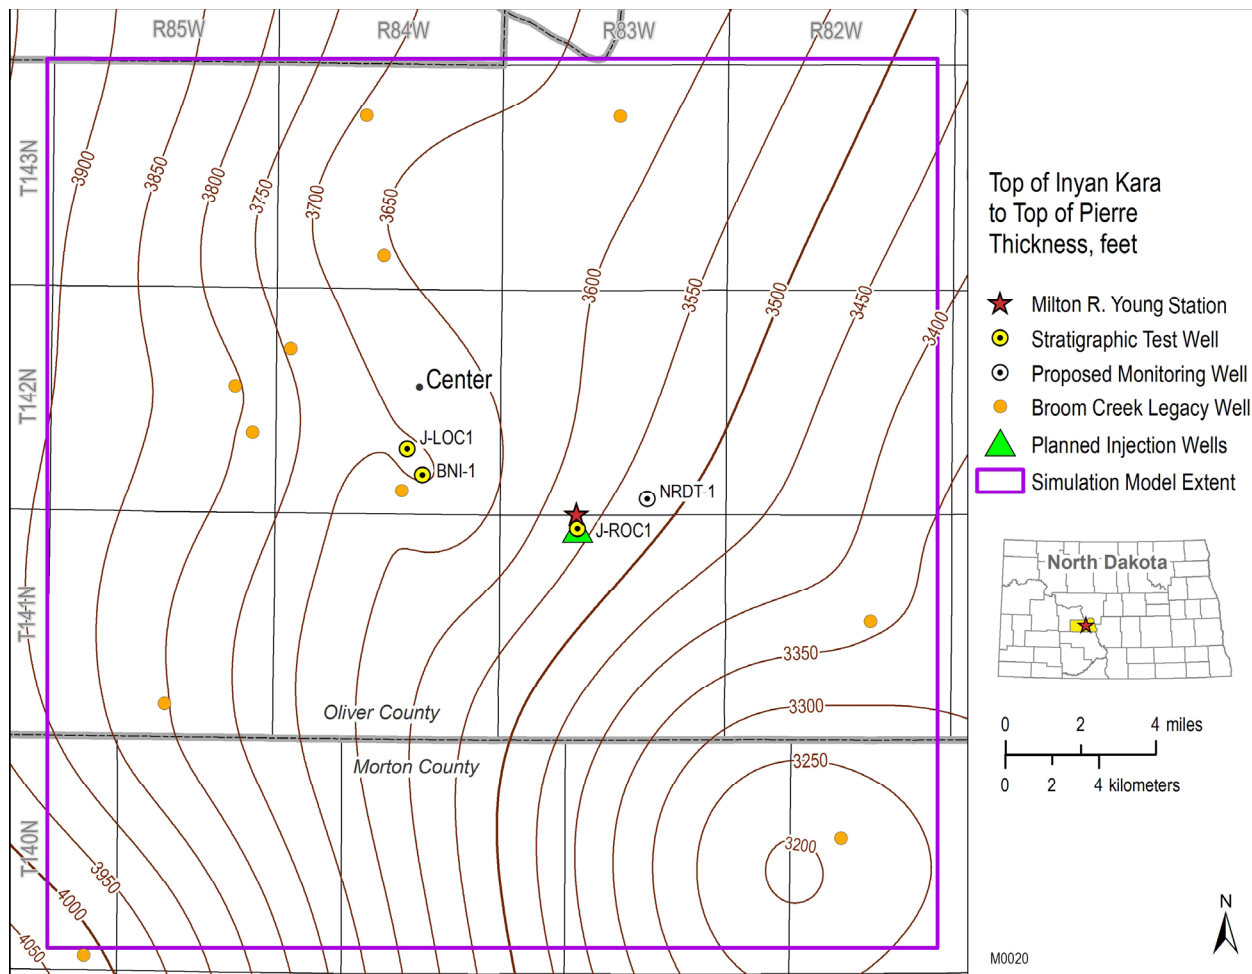 R85W
R84W
R83W
R82W
T143N
T142N
T141N
T140N
3900
3850
3800
3750
3700
3650
3600
3550
3500
3450
3400
Center
J-LOC1
BNI-1
NRDT 1
J-ROC1
3350
3300
Oliver County
Morton County
3250
3200
3950
4000
4050
Top of Inyan Kara
to Top of Pierre
Thickness, feet
Milton R. Young Station
Stratigraphic Test Well
Proposed Monitoring Well
Broom Creek Legacy Well
Planned Injection Wells
Simulation Model Extent
North Dakota
0 2 4 miles
0 2 4 kilometers
N
M0020